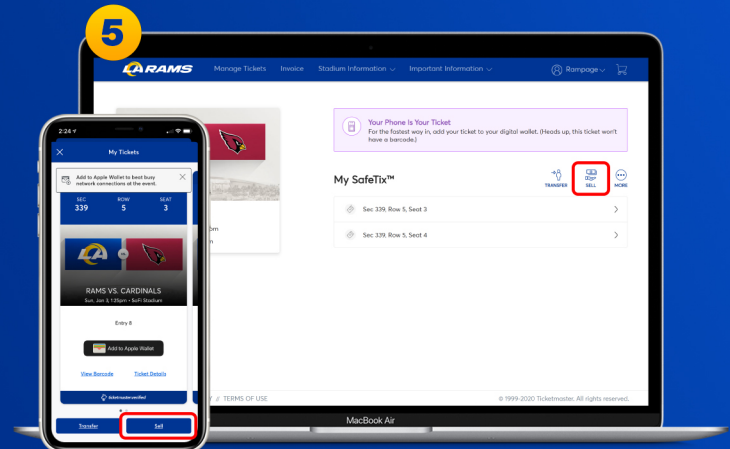 5
RAMS
Manage Tickets
Invoice
Stadium Information
Important Information
Rampage
Your Phone Is Your Ticket
For the fastest way in, add your ticket to your digital wallet. (Heads up, this ticket won't
have a barcode.)
My SafeTix™
TRANSFER
SELL
MORE
Sec 339, Row 5, Seat 3
Sec 339, Row 5, Seat 4
// TERMS OF USE
© 1999-2020 Ticketmaster. All rights reserved.
MacBook Air
2:24
My Tickets
Add to Apple Wallet to beat busy
network connections at the event.
SEC
ROW
SEAT
339
5
3
RAMS VS. CARDINALS
Sun, Jan 3, 1:25pm • SoFi Stadium
Entry 8
Add to Apple Wallet
View Barcode
Ticket Details
ticketmaster verified
Transfer
Sell